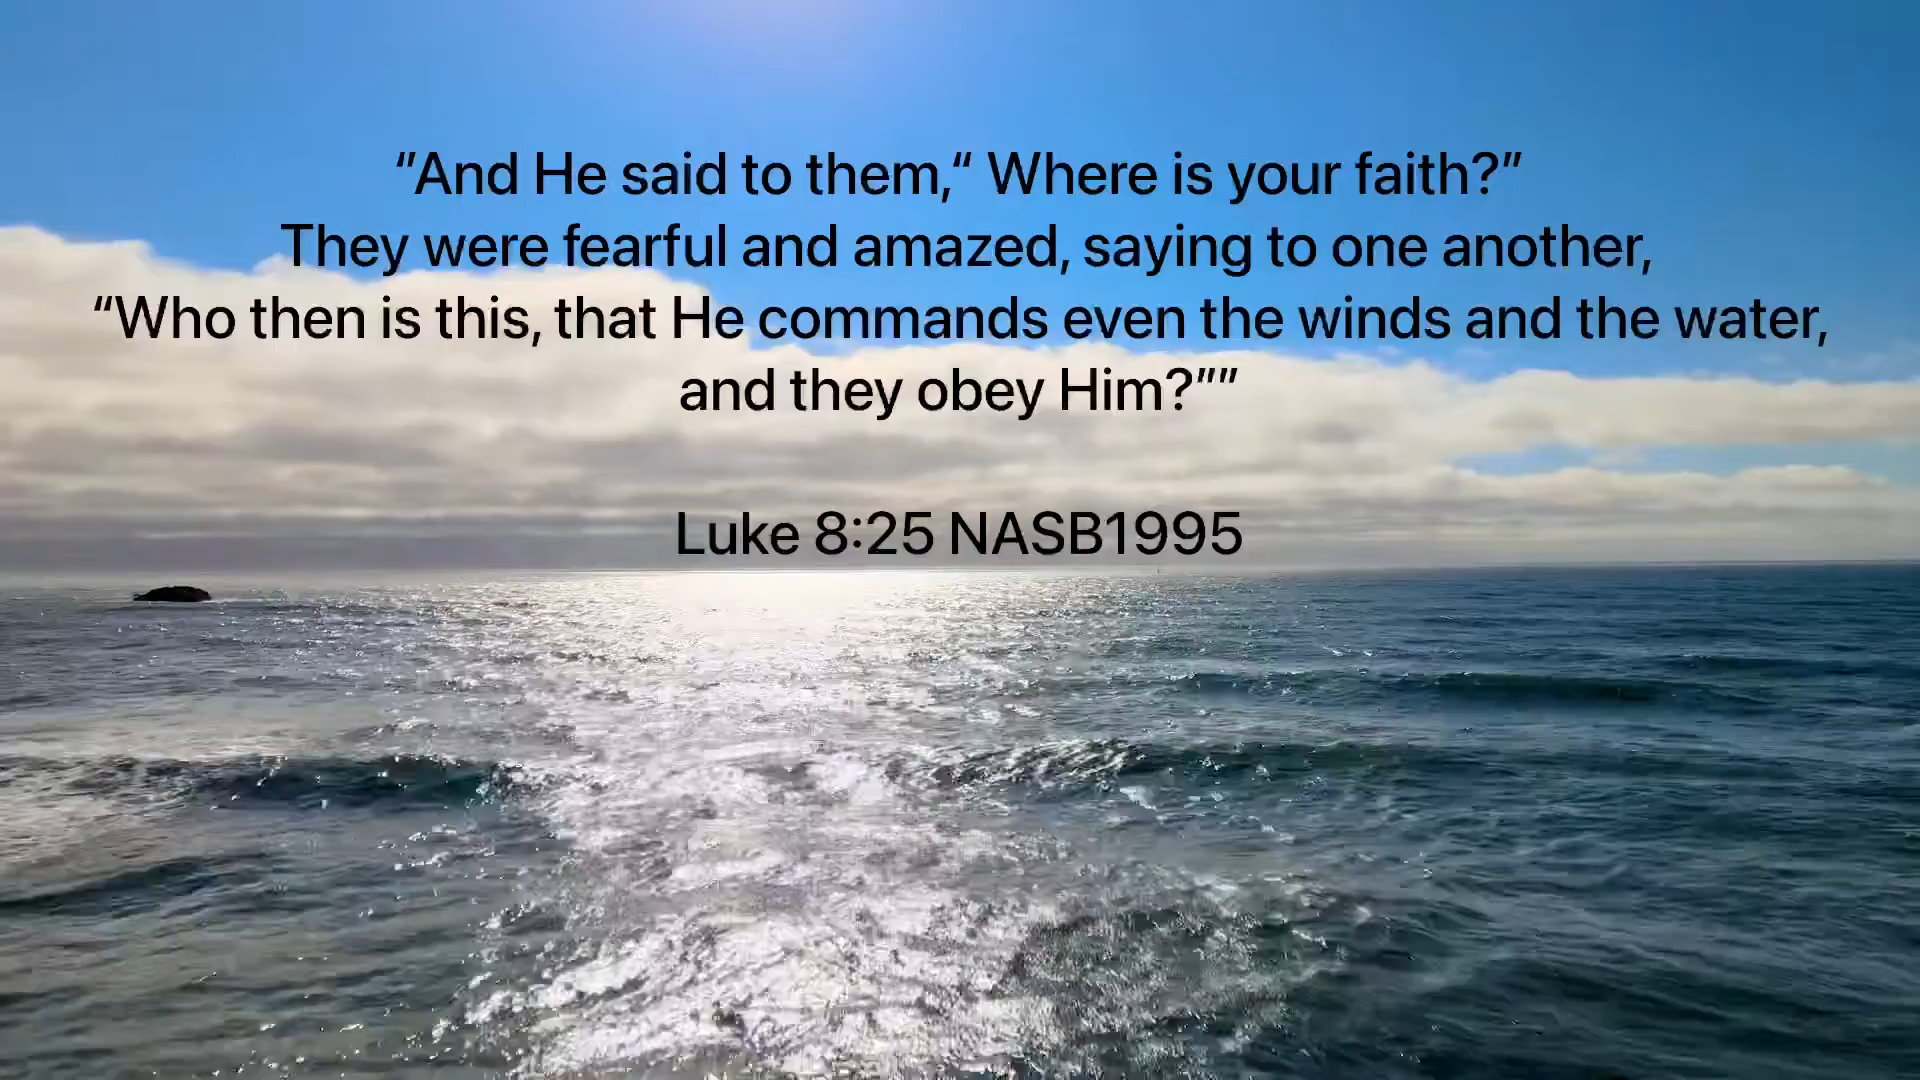 “And He said to them,“ Where is your faith?”
They were fearful and amazed, saying to one another,
“Who then is this, that He commands even the winds and the water,
and they obey Him?””
Luke 8:25 NASB1995